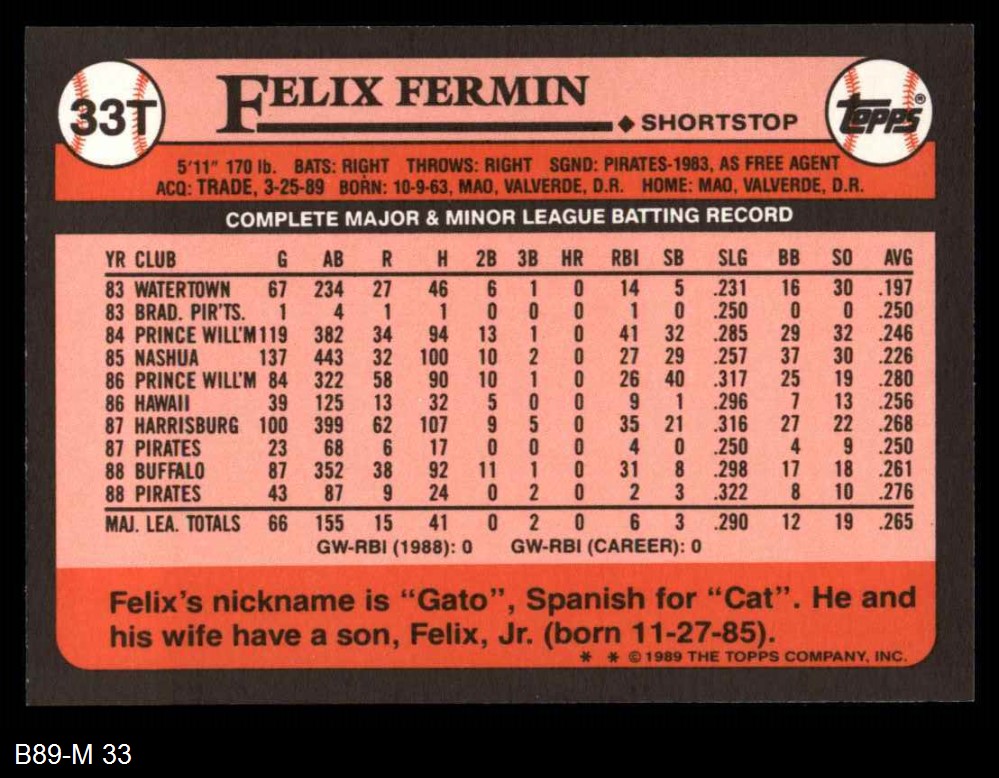 33T
FELIX FERMIN
◆ SHORTSTOP
TOPPS®
5'11" 170 lb. BATS: RIGHT THROWS: RIGHT SGND: PIRATES-1983, AS FREE AGENT
ACQ: TRADE, 3-25-89 BORN: 10-9-63, MAO, VALVERDE, D.R. HOME: MAO, VALVERDE, D.R.
COMPLETE MAJOR & MINOR LEAGUE BATTING RECORD
YR CLUB G AB R H 2B 3B HR RBI SB SLG BB SO AVG
83 WATERTOWN 67 234 27 46 6 1 0 14 5 .231 16 30 .197
83 BRAD. PIR'TS. 1 4 1 1 0 0 0 1 0 .250 0 0 .250
84 PRINCE WILL'M 119 382 34 94 13 1 0 41 32 .285 29 32 .246
85 NASHUA 137 443 32 100 10 2 0 27 29 .257 37 30 .226
86 PRINCE WILL'M 84 322 58 90 10 1 0 26 40 .317 25 19 .280
86 HAWAII 39 125 13 32 5 0 0 9 1 .296 7 13 .256
87 HARRISBURG 100 399 62 107 9 5 0 35 21 .316 27 22 .268
87 PIRATES 23 68 6 17 0 0 0 4 0 .250 4 9 .250
88 BUFFALO 87 352 38 92 11 1 0 31 8 .298 17 18 .261
88 PIRATES 43 87 9 24 0 2 0 2 3 .322 8 10 .276
MAJ. LEA. TOTALS 66 155 15 41 0 2 0 6 3 .290 12 19 .265
GW-RBI (1988): 0 GW-RBI (CAREER): 0
Felix's nickname is "Gato", Spanish for "Cat". He and
his wife have a son, Felix, Jr. (born 11-27-85).
* * © 1989 THE TOPPS COMPANY, INC.
B89-M 33